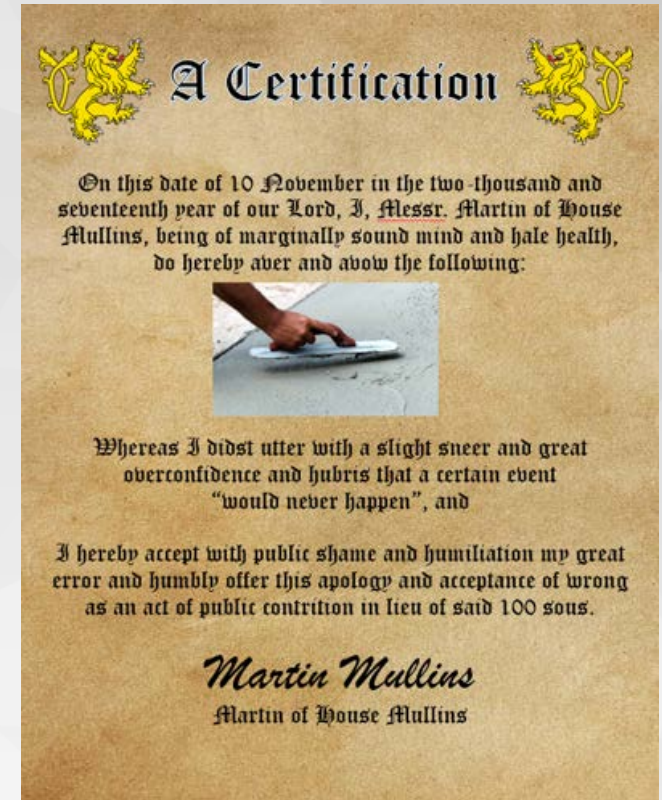 A Certification
On this date of 10 November in the two-thousand and
seventeenth year of our Lord, I, Messr. Martin of House
Mullins, being of marginally sound mind and hale health,
do hereby aver and avow the following:
Whereas I didst utter with a slight sneer and great
overconfidence and hubris that a certain event
“would never happen”, and
I hereby accept with public shame and humiliation my great
error and humbly offer this apology and acceptance of wrong
as an act of public contrition in lieu of said 100 sous.
Martin Mullins
Martin of House Mullins